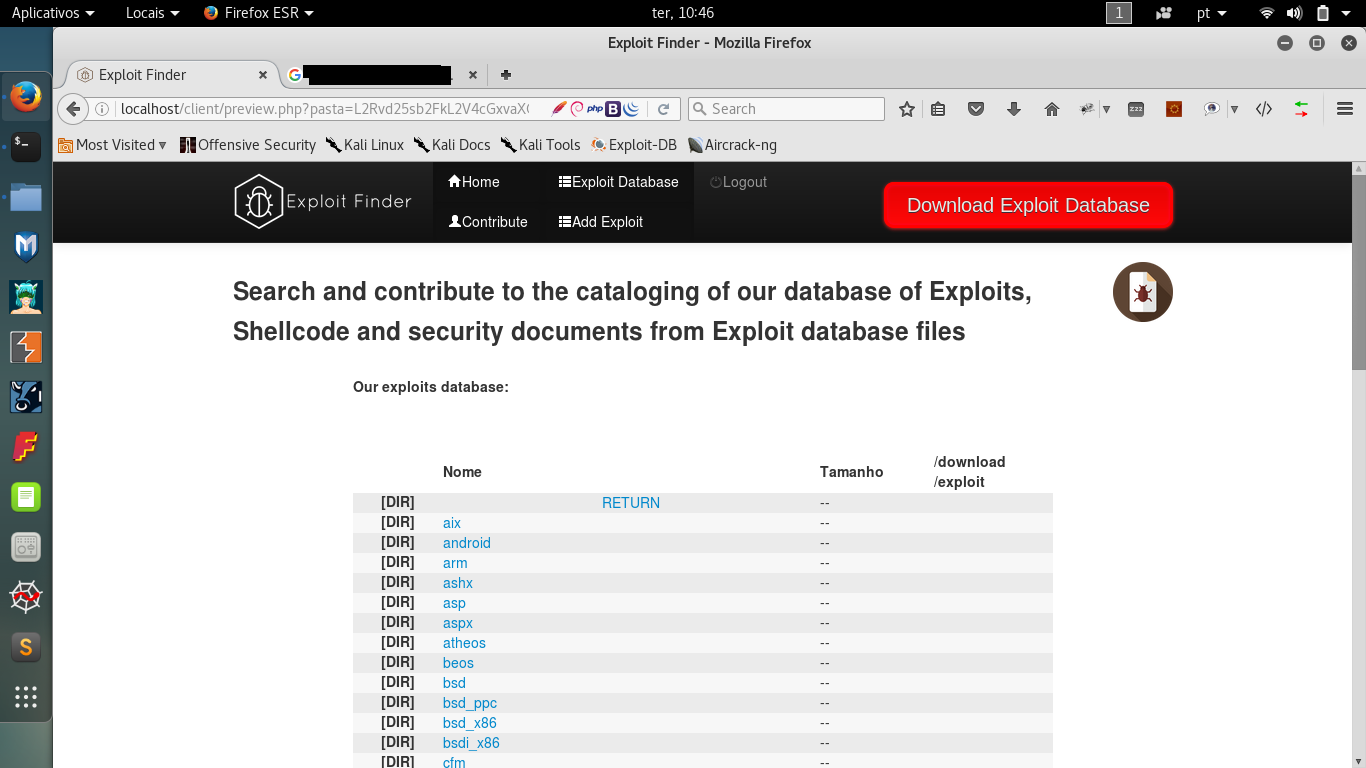 Aplicativos Locais Firefox ESR ter, 10:46 1 pt
Exploit Finder - Mozilla Firefox
Exploit Finder
localhost/client/preview.php?pasta=L2Rvd25sb2FkL2V4cGxvaX php B Search
Most Visited Offensive Security Kali Linux Kali Docs Kali Tools Exploit-DB Aircrack-ng
Exploit Finder
Home Exploit Database Logout
Contribute Add Exploit
Download Exploit Database
Search and contribute to the cataloging of our database of Exploits,
Shellcode and security documents from Exploit database files
Our exploits database:
Nome Tamanho /download
/exploit
[DIR] RETURN --
[DIR] aix --
[DIR] android --
[DIR] arm --
[DIR] ashx --
[DIR] asp --
[DIR] aspx --
[DIR] atheos --
[DIR] beos --
[DIR] bsd --
[DIR] bsd_ppc --
[DIR] bsd_x86 --
[DIR] bsdi_x86 --
[DIR] cfm --